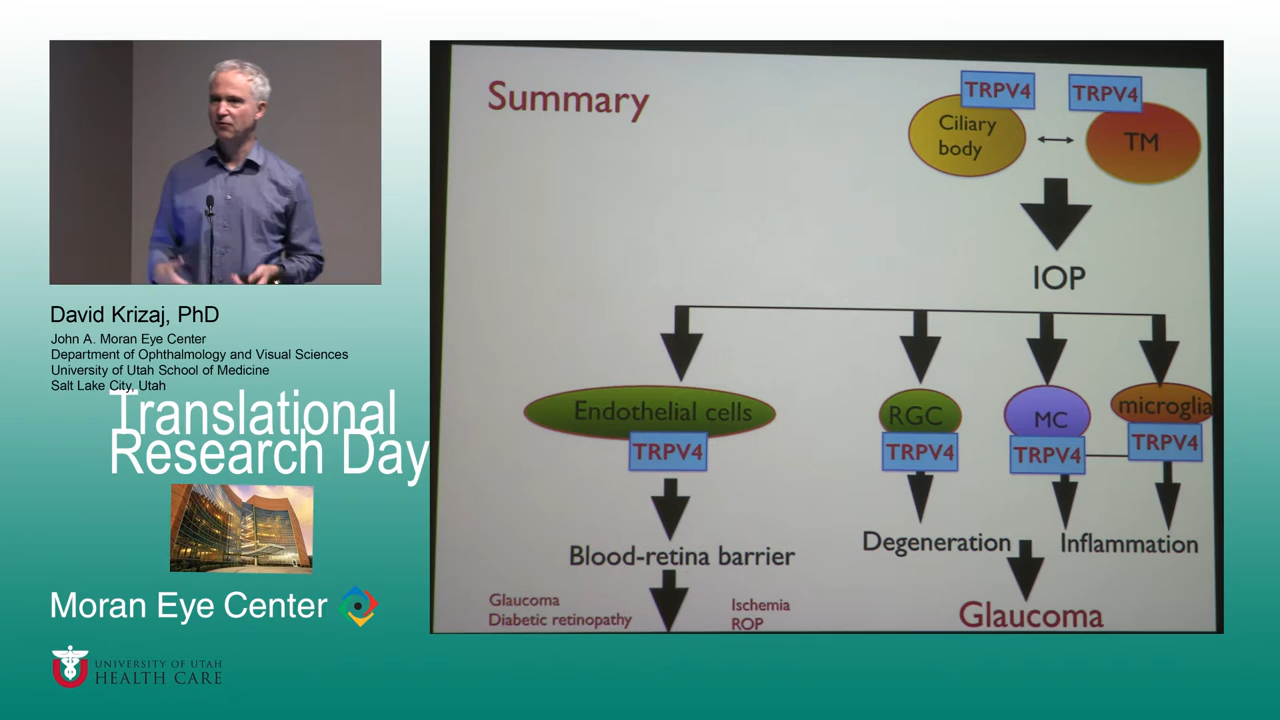 David Krizaj, PhD
John A. Moran Eye Center
Department of Ophthalmology and Visual Sciences
University of Utah School of Medicine
Salt Lake City, Utah
Translational
Research Day
Moran Eye Center
UNIVERSITY OF UTAH
HEALTH CARE
Summary
TRPV4
TRPV4
Ciliary
body
TM
IOP
Endothelial cells
RGC
MC
microglia
TRPV4
TRPV4
TRPV4
TRPV4
Blood-retina barrier
Degeneration
Inflammation
Glaucoma
Diabetic retinopathy
Ischemia
ROP
Glaucoma